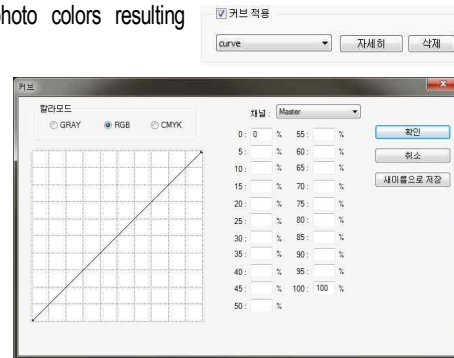 photo colors resulting
커브 적용
curve 자세히 삭제
커브
칼라모드
GRAY RGB CMYK
채널 : Master
0 : 0 % 55 : %
5 : % 60 : %
10 : % 65 : %
15 : % 70 : %
20 : % 75 : %
25 : % 80 : %
30 : % 85 : %
35 : % 90 : %
40 : % 95 : %
45 : % 100 : 100 %
50 : %
확인
취소
새이름으로 저장